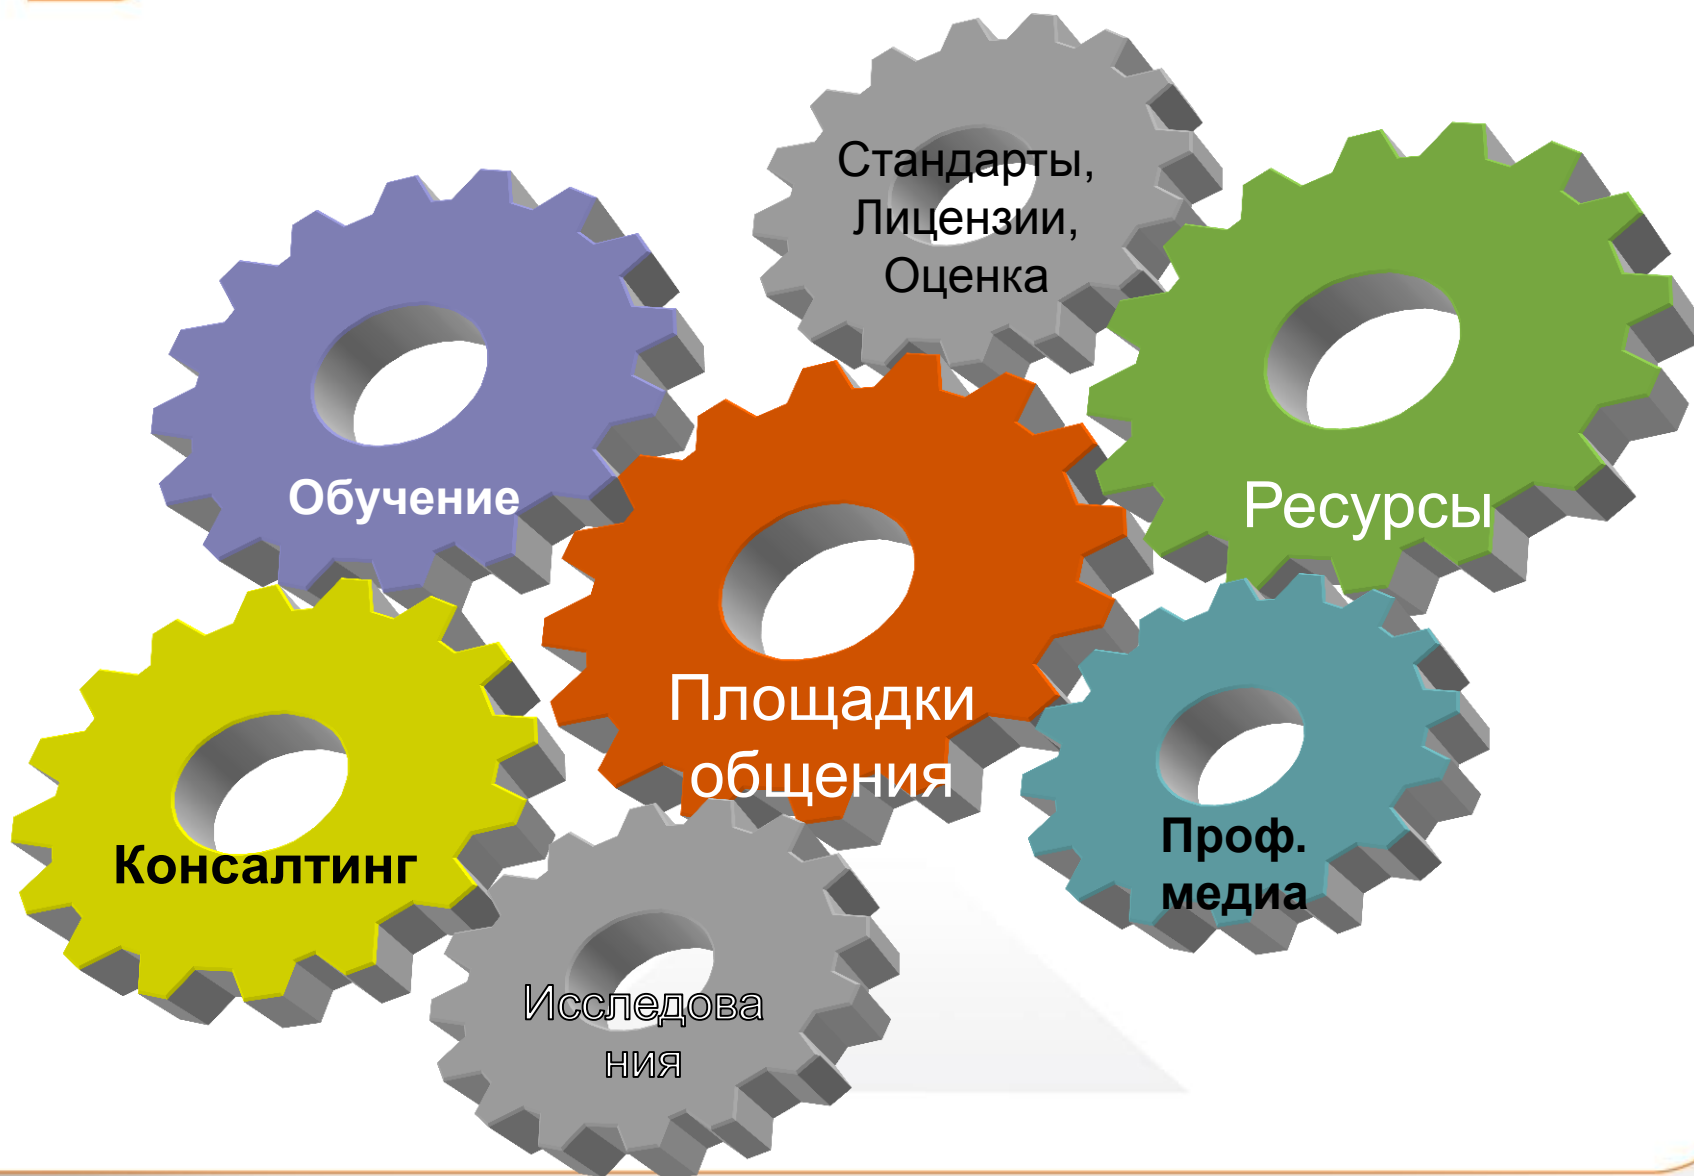 Стандарты,
Лицензии,
Оценка
Обучение
Ресурсы
Площадки
общения
Консалтинг
Проф.
медиа
Исследова
ния